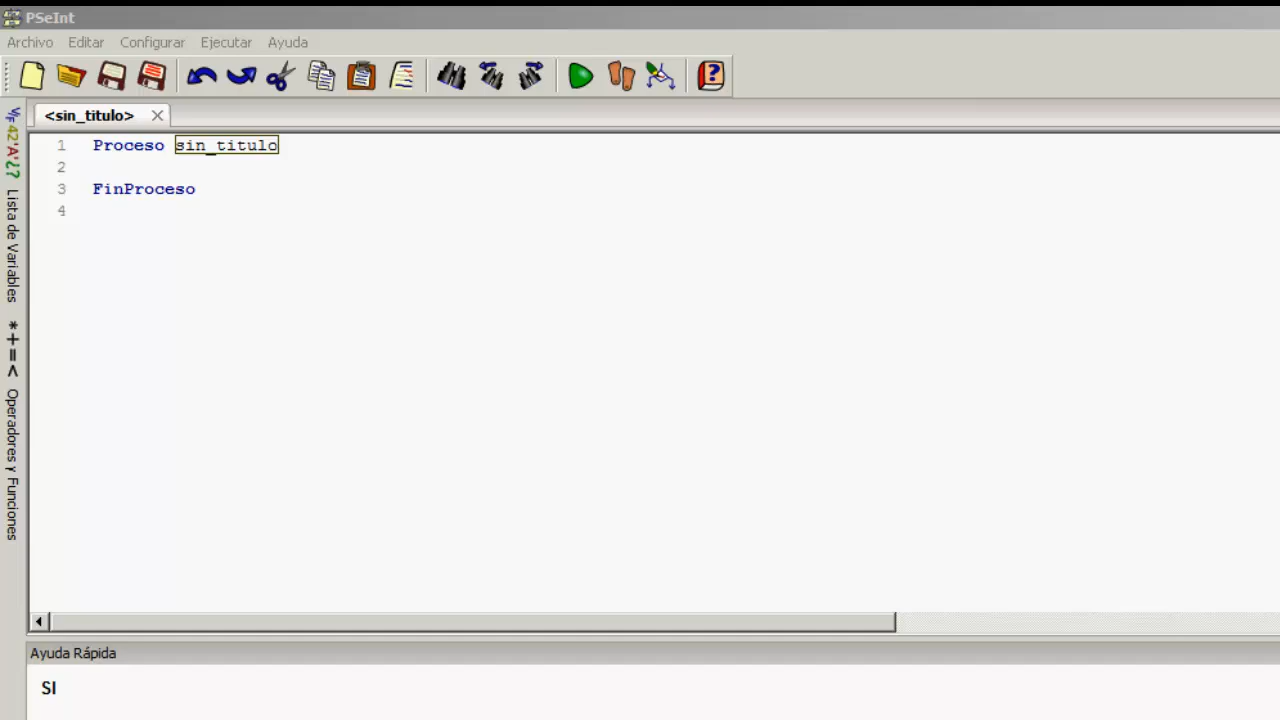 PSeInt
Archivo Editar Configurar Ejecutar Ayuda
<sin_titulo>
1 Proceso sin_titulo
2
3 FinProceso
4
42'A'¿?
Lista de Variables
*+=<
Operadores y Funciones
Ayuda Rápida
SI